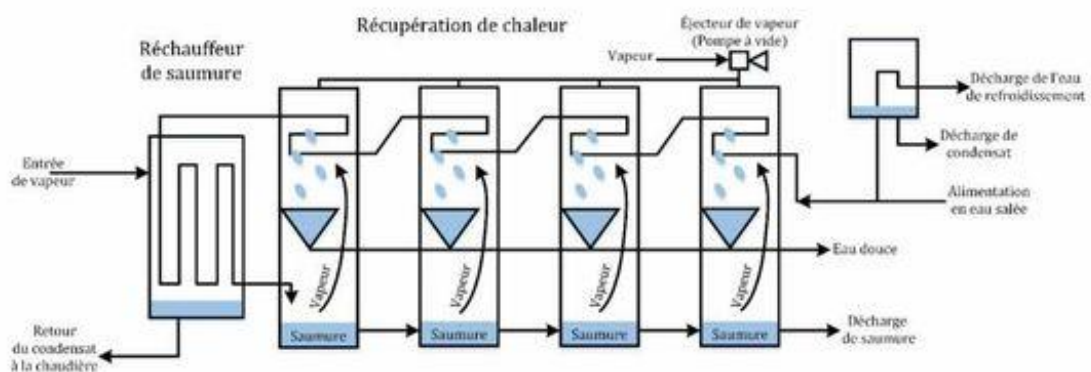 Récupération de chaleur
Éjecteur de vapeur
(Pompe à vide)
Vapeur
Réchauffeur
de saumure
Décharge de l'eau
de refroidissement
Décharge de
condensat
Entrée
de vapeur
Alimentation
en eau salée
Eau douce
Vapeur
Vapeur
Vapeur
Vapeur
Saumure
Saumure
Saumure
Saumure
Décharge
de saumure
Retour
du condensat
à la chaudière